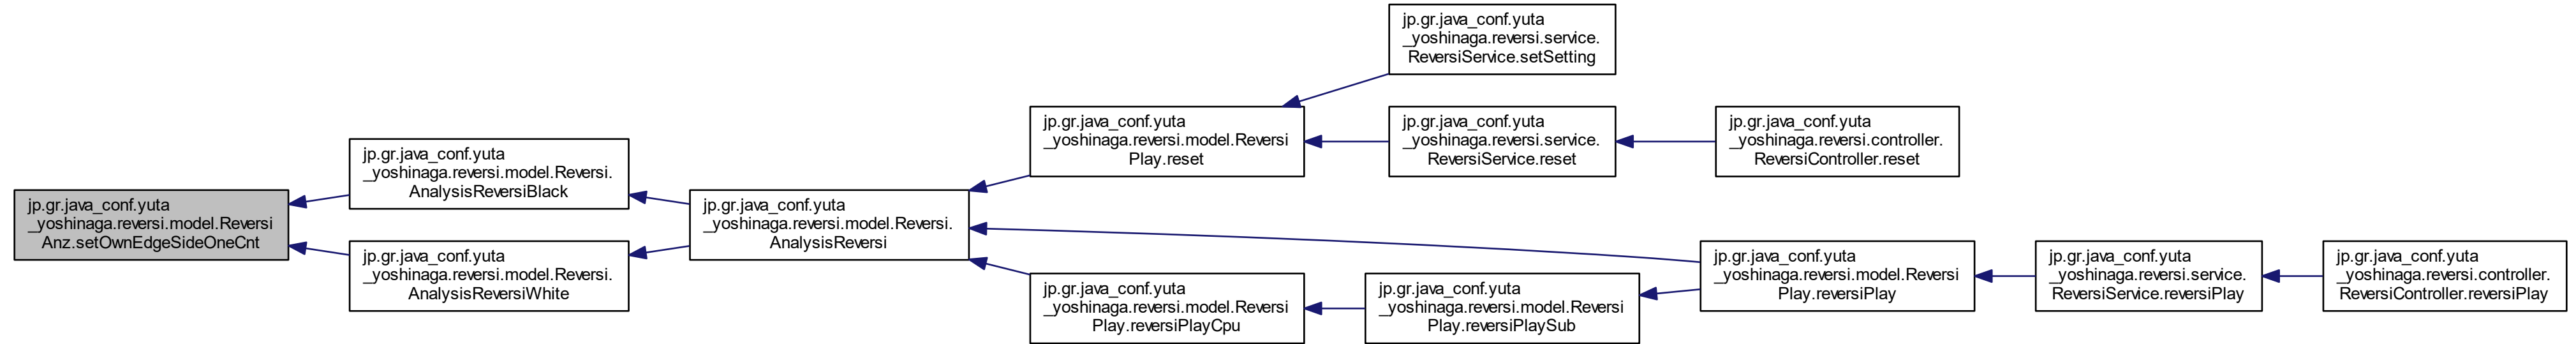 jp.gr.java_conf.yuta
_yoshinaga.reversi.model.Reversi
Anz.setOwnEdgeSideOneCnt
jp.gr.java_conf.yuta
_yoshinaga.reversi.model.Reversi.
AnalysisReversiBlack
jp.gr.java_conf.yuta
_yoshinaga.reversi.model.Reversi.
AnalysisReversiWhite
jp.gr.java_conf.yuta
_yoshinaga.reversi.model.Reversi.
AnalysisReversi
jp.gr.java_conf.yuta
_yoshinaga.reversi.model.Reversi
Play.reset
jp.gr.java_conf.yuta
_yoshinaga.reversi.service.
ReversiService.setSetting
jp.gr.java_conf.yuta
_yoshinaga.reversi.service.
ReversiService.reset
jp.gr.java_conf.yuta
_yoshinaga.reversi.controller.
ReversiController.reset
jp.gr.java_conf.yuta
_yoshinaga.reversi.model.Reversi
Play.reversiPlayCpu
jp.gr.java_conf.yuta
_yoshinaga.reversi.model.Reversi
Play.reversiPlaySub
jp.gr.java_conf.yuta
_yoshinaga.reversi.model.Reversi
Play.reversiPlay
jp.gr.java_conf.yuta
_yoshinaga.reversi.service.
ReversiService.reversiPlay
jp.gr.java_conf.yuta
_yoshinaga.reversi.controller.
ReversiController.reversiPlay